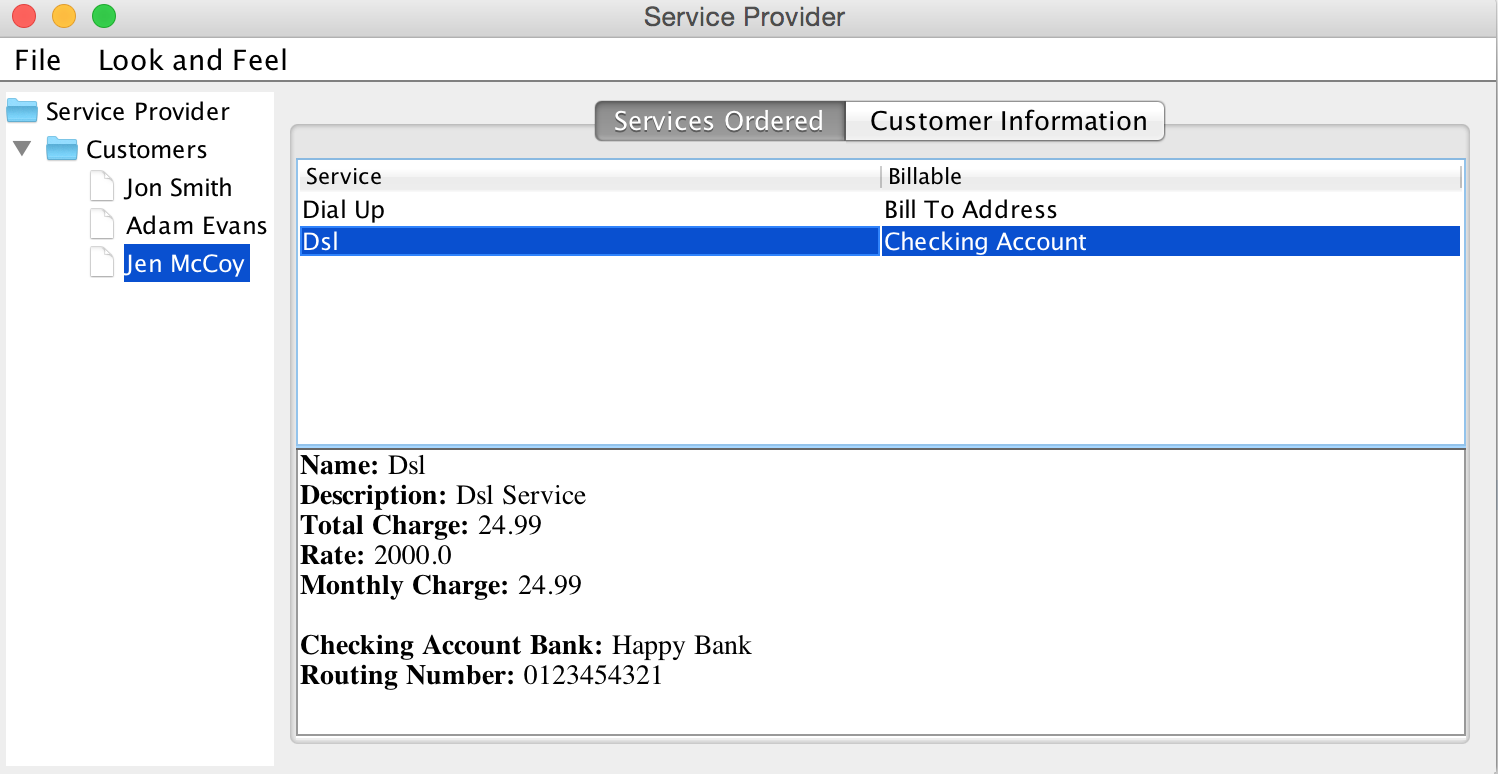 Service Provider
File Look and Feel
Service Provider
Customers
Jon Smith
Adam Evans
Jen McCoy
Services Ordered Customer Information
Service Billable
Dial Up Bill To Address
Dsl Checking Account
Name: Dsl
Description: Dsl Service
Total Charge: 24.99
Rate: 2000.0
Monthly Charge: 24.99
Checking Account Bank: Happy Bank
Routing Number: 0123454321